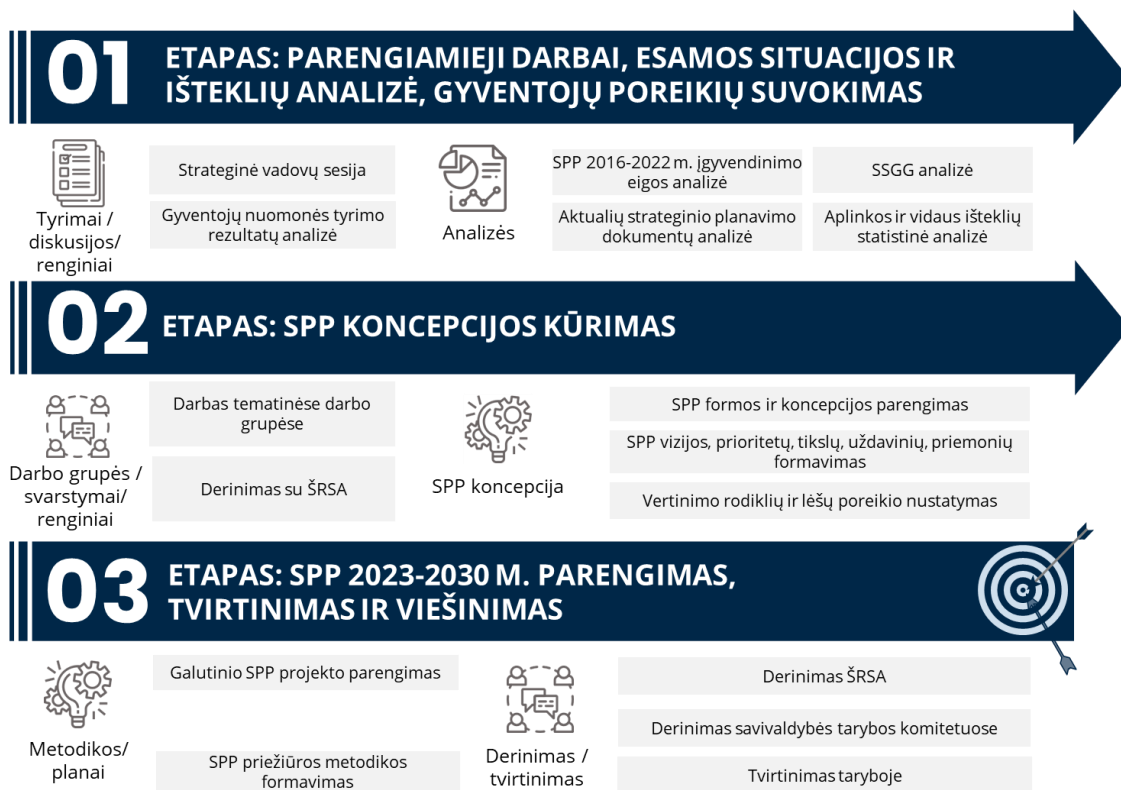 01
ETAPAS: PARENGIAMIEJI DARBAI, ESAMOS SITUACIJOS IR
IŠTEKLIŲ ANALIZĖ, GYVENTOJŲ POREIKIŲ SUVOKIMAS
Tyrimai /
diskusijos/
renginiai
Strateginė vadovų sesija
Gyventojų nuomonės tyrimo
rezultatų analizė
Analizės
SPP 2016-2022 m. įgyvendinimo
eigos analizė
Aktualių strateginio planavimo
dokumentų analizė
SSGG analizė
Aplinkos ir vidaus išteklių
statistinė analizė
02
ETAPAS: SPP KONCEPCIJOS KŪRIMAS
Darbo grupės /
svarstymai/
renginiai
Darbas tematinėse darbo
grupėse
Derinimas su ŠRSA
SPP koncepcija
SPP formos ir koncepcijos parengimas
SPP vizijos, prioritetų, tikslų, uždavinių, priemonių
formavimas
Vertinimo rodiklių ir lėšų poreikio nustatymas
03
ETAPAS: SPP 2023-2030 M. PARENGIMAS,
TVIRTINIMAS IR VIEŠINIMAS
Metodikos/
planai
Galutinio SPP projekto parengimas
SPP priežiūros metodikos
formavimas
Derinimas /
tvirtinimas
Derinimas ŠRSA
Derinimas savivaldybės tarybos komitetuose
Tvirtinimas taryboje